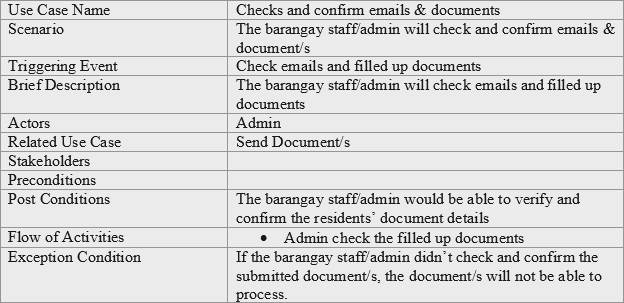 Use Case Name Checks and confirm emails & documents
Scenario The barangay staff/admin will check and confirm emails &
document/s
Triggering Event Check emails and filled up documents
Brief Description The barangay staff/admin will check emails and filled up
documents
Actors Admin
Related Use Case Send Document/s
Stakeholders
Preconditions
Post Conditions The barangay staff/admin would be able to verify and
confirm the residents’ document details
Flow of Activities • Admin check the filled up documents
Exception Condition If the barangay staff/admin didn’t check and confirm the
submitted document/s, the document/s will not be able to
process.